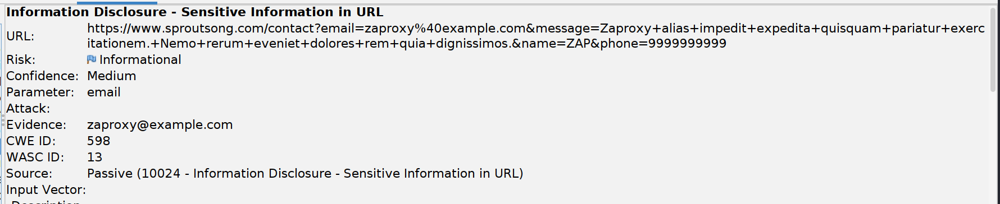 Information Disclosure - Sensitive Information in URL
URL: https://www.sproutsong.com/contact?email=zaproxy%40example.com&message=Zaproxy+alias+impedit+expedita+quisquam+pariatur+exerc
itationem.+Nemo+rerum+eveniet+dolores+rem+quia+dignissimos.&name=ZAP&phone=9999999999
Risk: Informational
Confidence: Medium
Parameter: email
Attack:
Evidence: zaproxy@example.com
CWE ID: 598
WASC ID: 13
Source: Passive (10024 - Information Disclosure - Sensitive Information in URL)
Input Vector: